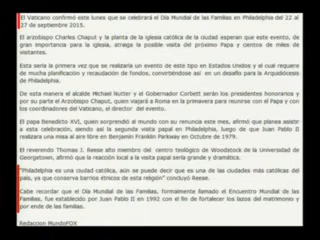 El Vaticano confirmó este lunes que se celebrará el Dia Mundial de las Familias en Philadelphia del 22 al
27 de septiembre 2015.
El arzobispo Charles Chaput y la planta de la iglesia católica de la ciudad esperan que este evento, de
gran importancia para la iglesia, atraiga la posible visita del próximo Papa y cientos de miles de
visitantes.
Esta sería la primera vez que se realizaría un evento de este tipo en Estados Unidos y el cual requiere
de mucha planificación y recaudación de fondos, convirtiéndose así en un desafío para la Arquidiócesis
de Philadelphia.
De esta manera el alcalde Michael Nutter y el Gobernador Corbett serán los presidentes honorarios y
por su parte el Arzobispo Chaput, quien viajará a Roma en la primavera para reunirse con el Papa y con
los coordinadores del Vaticano, el director del evento.
El papa Benedicto XVI, quien sorprendió al mundo con su renuncia este mes, afirmó que planea asistir
a esta celebración, siendo así la segunda visita papal en Philadelphia, luego de que Juan Pablo II
realizara una misa al aire libre en Benjamin Franklin Parkway en Octubre de 1979.
El reverendo Thomas J. Reese alto miembro del centro teológico de Woodstock de la Universidad de
Georgetown, afirmó que la reacción local a la visita papal sería grande y dramática.
"Philadelphia es una ciudad católica, aún se puede decir que es una de las ciudades más católicas del
país, ya que conserva barrios étnicos de esta religión" concluyó Reese.
Cabe recordar que el Dia Mundial de las Familias, formalmente llamado el Encuentro Mundial de las
Familias, fue establecido por Juan Pablo II en 1992 con el fin de fortalecer los lazos del matrimonio y
por ende las familias.
Redaccion MundoFOX